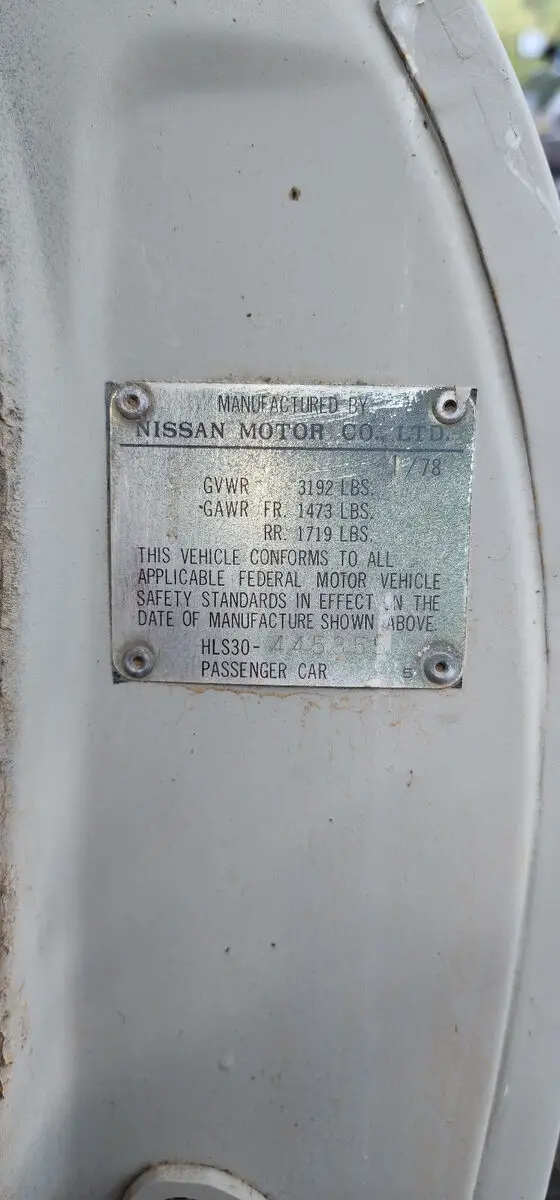 MANUFACTURED BY
NISSAN MOTOR CO., LTD.
1/78
GVWR 3192 LBS.
GAWR FR. 1473 LBS.
RR. 1719 LBS.
THIS VEHICLE CONFORMS TO ALL
APPLICABLE FEDERAL MOTOR VEHICLE
SAFETY STANDARDS IN EFFECT ON THE
DATE OF MANUFACTURE SHOWN ABOVE.
HLS30-
PASSENGER CAR 5